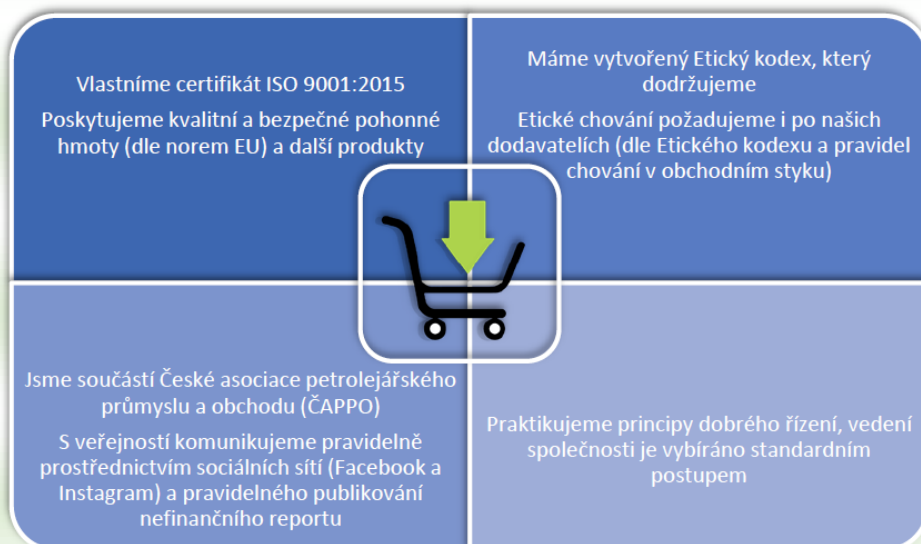 Vlastníme certifikát ISO 9001:2015
Poskytujeme kvalitní a bezpečné pohonné
hmoty (dle norem EU) a další produkty
Máme vytvořený Etický kodex, který
dodržujeme
Etické chování požadujeme i po našich
dodavatelích (dle Etického kodexu a pravidel
chování v obchodním styku)
Jsme součástí České asociace petrolejářského
průmyslu a obchodu (ČAPPO)
S veřejností komunikujeme pravidelně
prostřednictvím sociálních sítí (Facebook a
Instagram) a pravidelného publikování
nefinančního reportu
Praktikujeme principy dobrého řízení, vedení
společnosti je vybíráno standardním
postupem